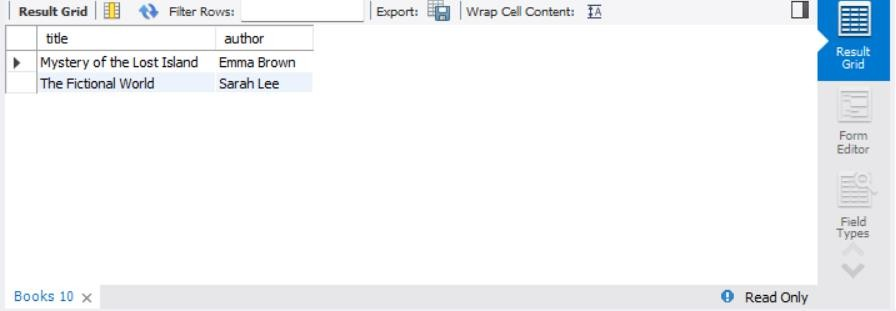 Result Grid Filter Rows: Export: Wrap Cell Content: IA
title author
Mystery of the Lost Island Emma Brown
The Fictional World Sarah Lee
Result
Grid
Form
Editor
Field
Types
Books 10 × Read Only